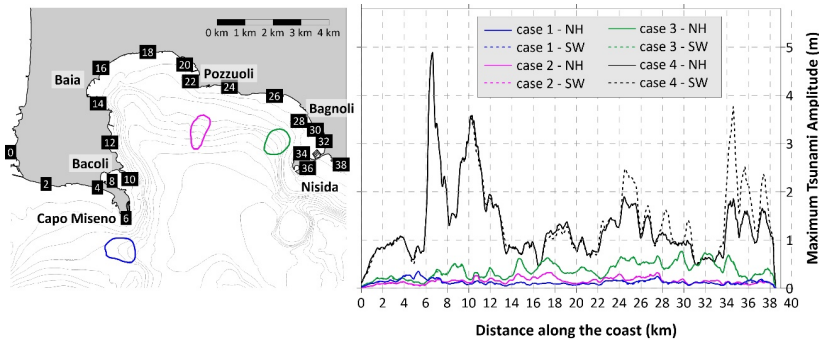 0 km 1 km 2 km 3 km 4 km
18
16
20
Baia
22
Pozzuoli
24
26
14
Bagnoli
28
30
12
32
0
34
38
Bacoli
36
8
10
2
4
Nisida
Capo Miseno
6
case 1 - NH
case 3 - NH
case 1 - SW
case 3 - SW
case 2 - NH
case 4 - NH
case 2 - SW
case 4 - SW
5
4
3
2
1
0
Maximum Tsunami Amplitude (m)
0 2 4 6 8 10 12 14 16 18 20 22 24 26 28 30 32 34 36 38 40
Distance along the coast (km)